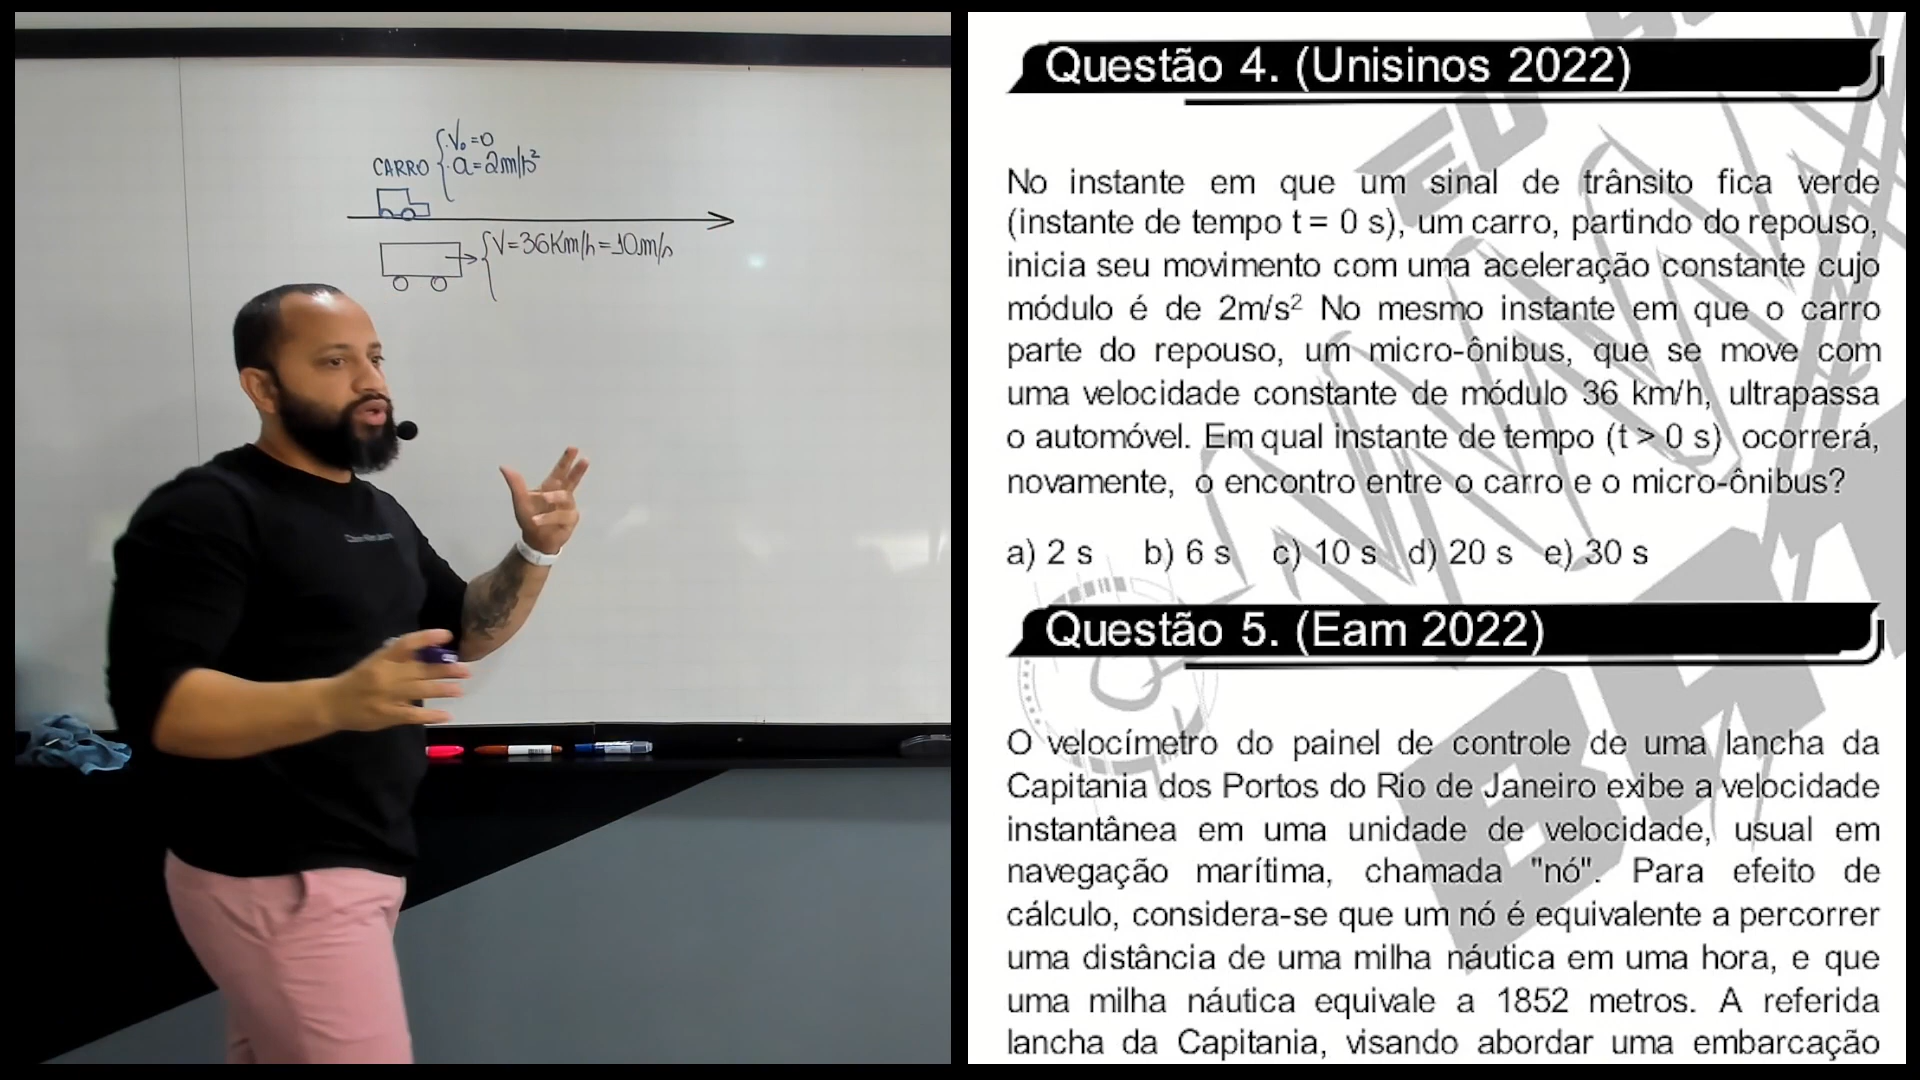 V₀=0
CARRO a=2m/s²
V=36Km/h=10m/s
Questão 4. (Unisinos 2022)
No instante em que um sinal de trânsito fica verde
(instante de tempo t = 0 s), um carro, partindo do repouso,
inicia seu movimento com uma aceleração constante cujo
módulo é de 2m/s² No mesmo instante em que o carro
parte do repouso, um micro-ônibus, que se move com
uma velocidade constante de módulo 36 km/h, ultrapassa
o automóvel. Em qual instante de tempo (t > 0 s) ocorrerá,
novamente, o encontro entre o carro e o micro-ônibus?
a) 2 s b) 6 s c) 10 s d) 20 s e) 30 s
Questão 5. (Eam 2022)
O velocímetro do painel de controle de uma lancha da
Capitania dos Portos do Rio de Janeiro exibe a velocidade
instantânea em uma unidade de velocidade, usual em
navegação marítima, chamada "nó". Para efeito de
cálculo, considera-se que um nó é equivalente a percorrer
uma distância de uma milha náutica em uma hora, e que
uma milha náutica equivale a 1852 metros. A referida
lancha da Capitania, visando abordar uma embarcação